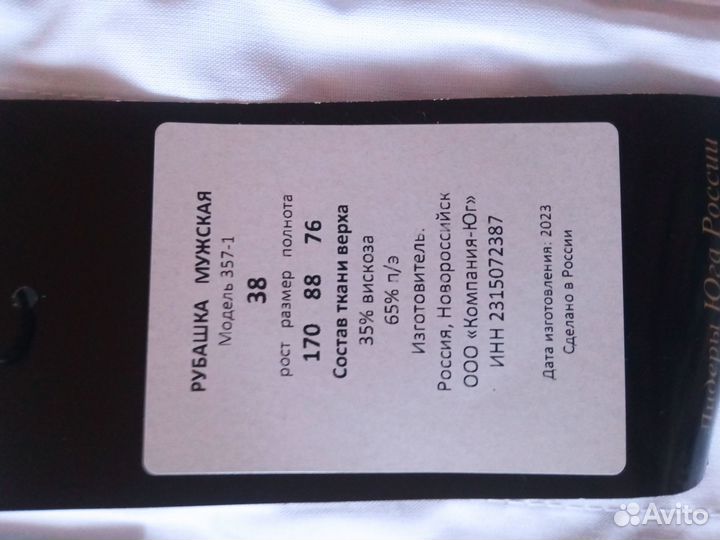 РУБАШКА МУЖСКАЯ
Модель 357-1
38
рост размер полнота
170 88 76
Состав ткани верха
35% вискоза
65% п/э
Изготовитель.
Россия, Новороссийск
ООО «Компания-Юг»
ИНН 2315072387
Дата изготовления: 2023
Сделано в России
Лидеры Юга России
Avito